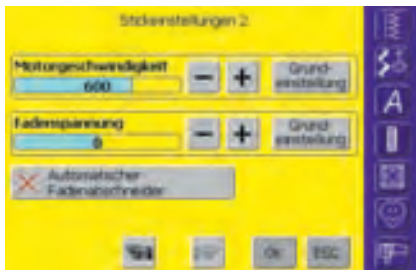 Stickeinstellungen 2
Motorgeschwindigkeit
600
- +
Grund-
einstellung
Fadenspannung
0
- +
Grund-
einstellung
Automatischer
Fadenabschneider
OK
ESC
A